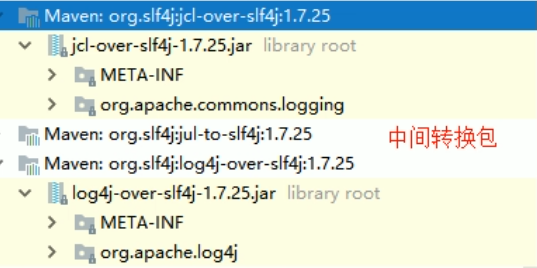 Maven: org.slf4j:jcl-over-slf4j:1.7.25
jcl-over-slf4j-1.7.25.jar library root
META-INF
org.apache.commons.logging
Maven: org.slf4j:jul-to-slf4j:1.7.25 中间转换包
Maven: org.slf4j:log4j-over-slf4j:1.7.25
log4j-over-slf4j-1.7.25.jar library root
META-INF
org.apache.log4j